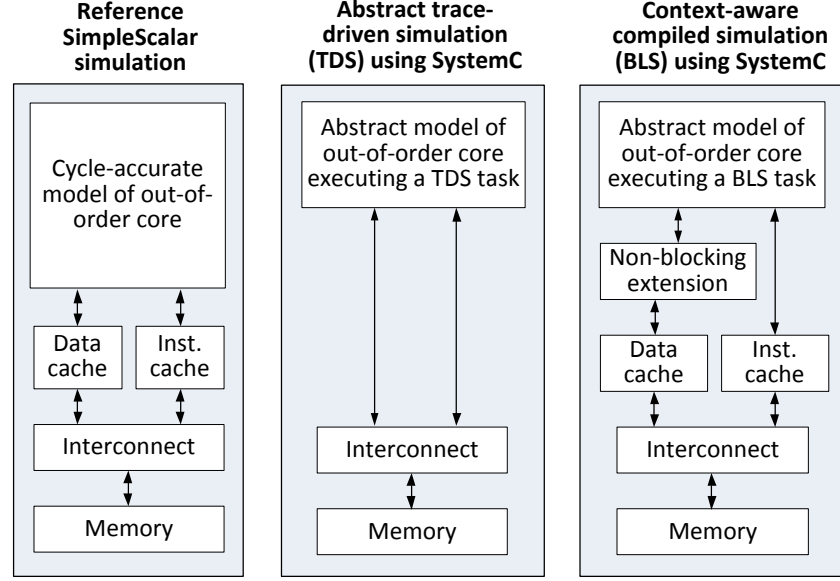 Reference
SimpleScalar
simulation
Cycle-accurate
model of out-of-
order core
Data
cache
Inst.
cache
Interconnect
Memory
Abstract trace-
driven simulation
(TDS) using SystemC
Abstract model of
out-of-order core
executing a TDS task
Interconnect
Memory
Context-aware
compiled simulation
(BLS) using SystemC
Abstract model of
out-of-order core
executing a BLS task
Non-blocking
extension
Data
cache
Inst.
cache
Interconnect
Memory